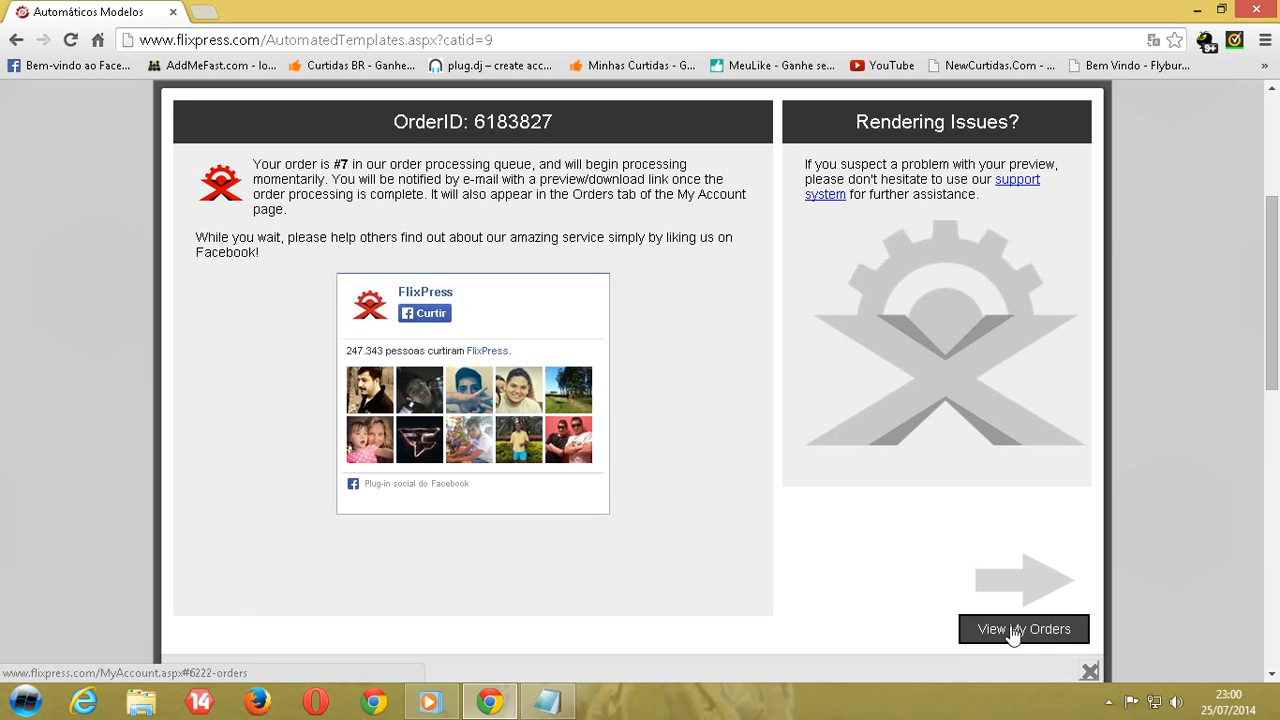 Automáticos Modelos
www.flixpress.com/AutomatedTemplates.aspx?catid=9
9+
Bem-vindo ao Face...
AddMeFast.com - lo...
Curtidas BR - Ganhe...
plug.dj – create acc...
Minhas Curtidas - G...
MeuLike - Ganhe se...
YouTube
NewCurtidas.Com - ...
Bem Vindo - Flybur...
»
OrderID: 6183827
Your order is #7 in our order processing queue, and will begin processing
momentarily. You will be notified by e-mail with a preview/download link once the
order processing is complete. It will also appear in the Orders tab of the My Account
page.
While you wait, please help others find out about our amazing service simply by liking us on
Facebook!
FlixPress
Curtir
247.343 pessoas curtiram FlixPress.
Plug-in social do Facebook
Rendering Issues?
If you suspect a problem with your preview,
please don't hesitate to use our support
system for further assistance.
View My Orders
www.flixpress.com/MyAccount.aspx#6222-orders
14
23:00
25/07/2014